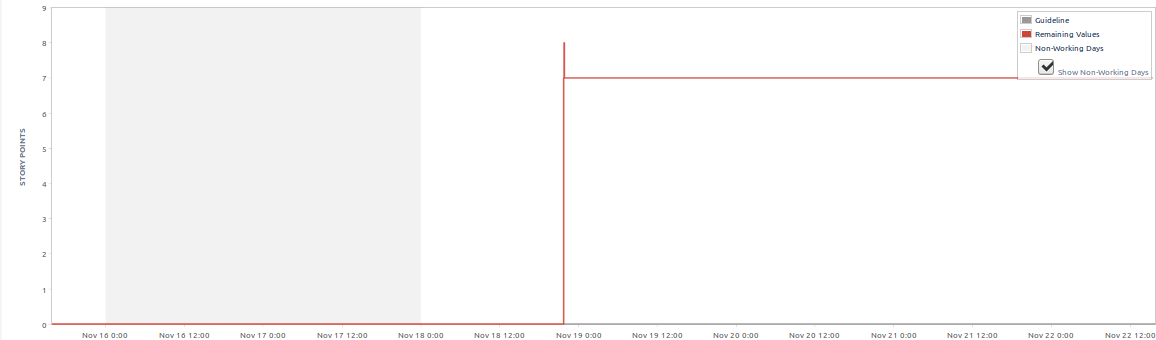 9
8
7
6
5
4
3
2
1
0
STORY POINTS
Guideline
Remaining Values
Non-Working Days
Show Non-Working Days
Nov 16 0:00 Nov 16 12:00 Nov 17 0:00 Nov 17 12:00 Nov 18 0:00 Nov 18 12:00 Nov 19 0:00 Nov 19 12:00 Nov 20 0:00 Nov 20 12:00 Nov 21 0:00 Nov 21 12:00 Nov 22 0:00 Nov 22 12:00